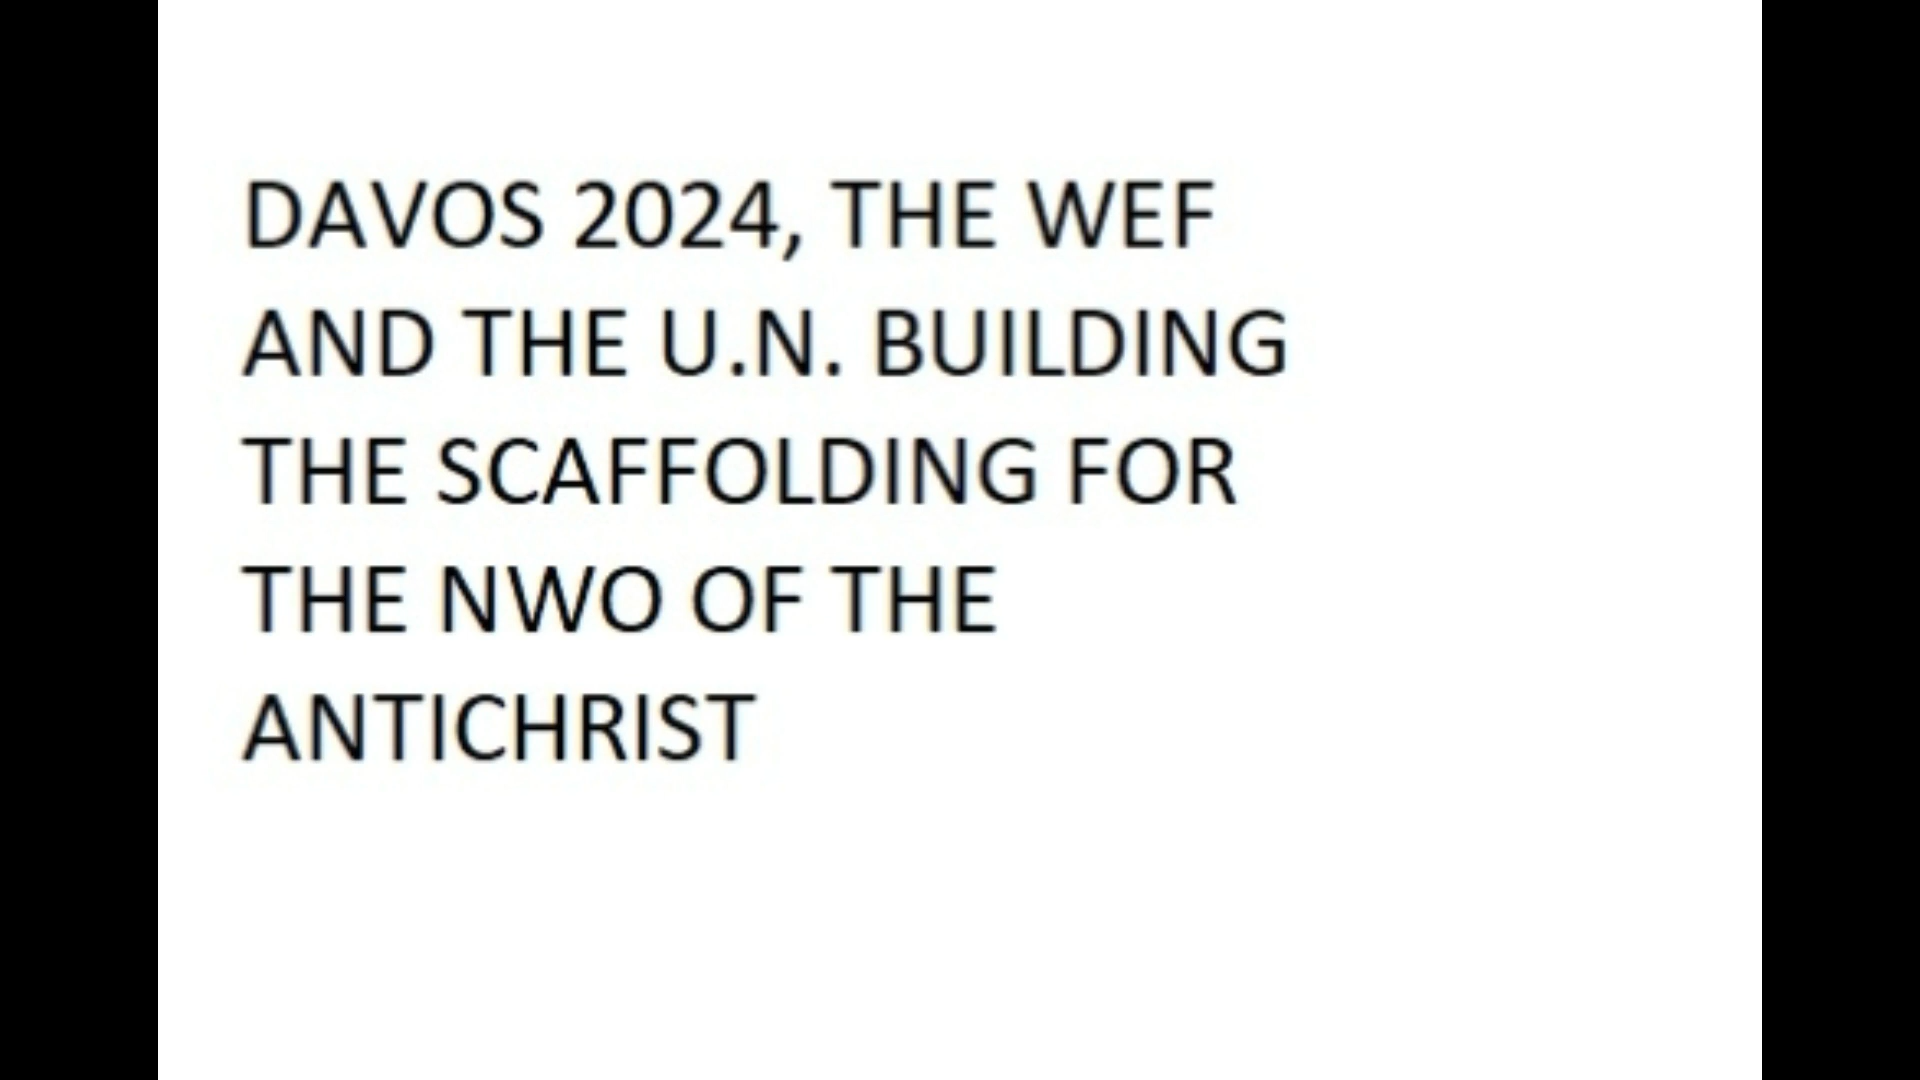 DAVOS 2024, THE WEF
AND THE U.N. BUILDING
THE SCAFFOLDING FOR
THE NWO OF THE
ANTICHRIST